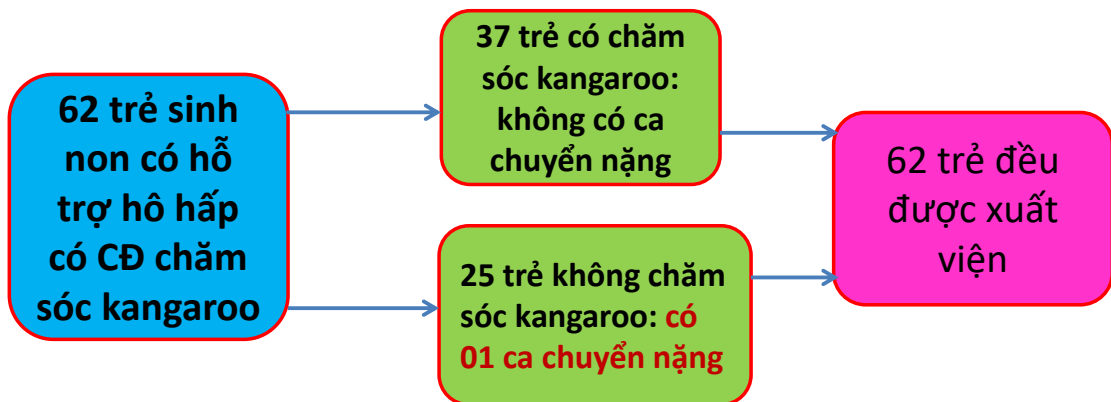 62 trẻ sinh
non có hỗ
trợ hô hấp
có CĐ chăm
sóc kangaroo
37 trẻ có chăm
sóc kangaroo:
không có ca
chuyển nặng
25 trẻ không chăm
sóc kangaroo: có
01 ca chuyển nặng
62 trẻ đều
được xuất
viện